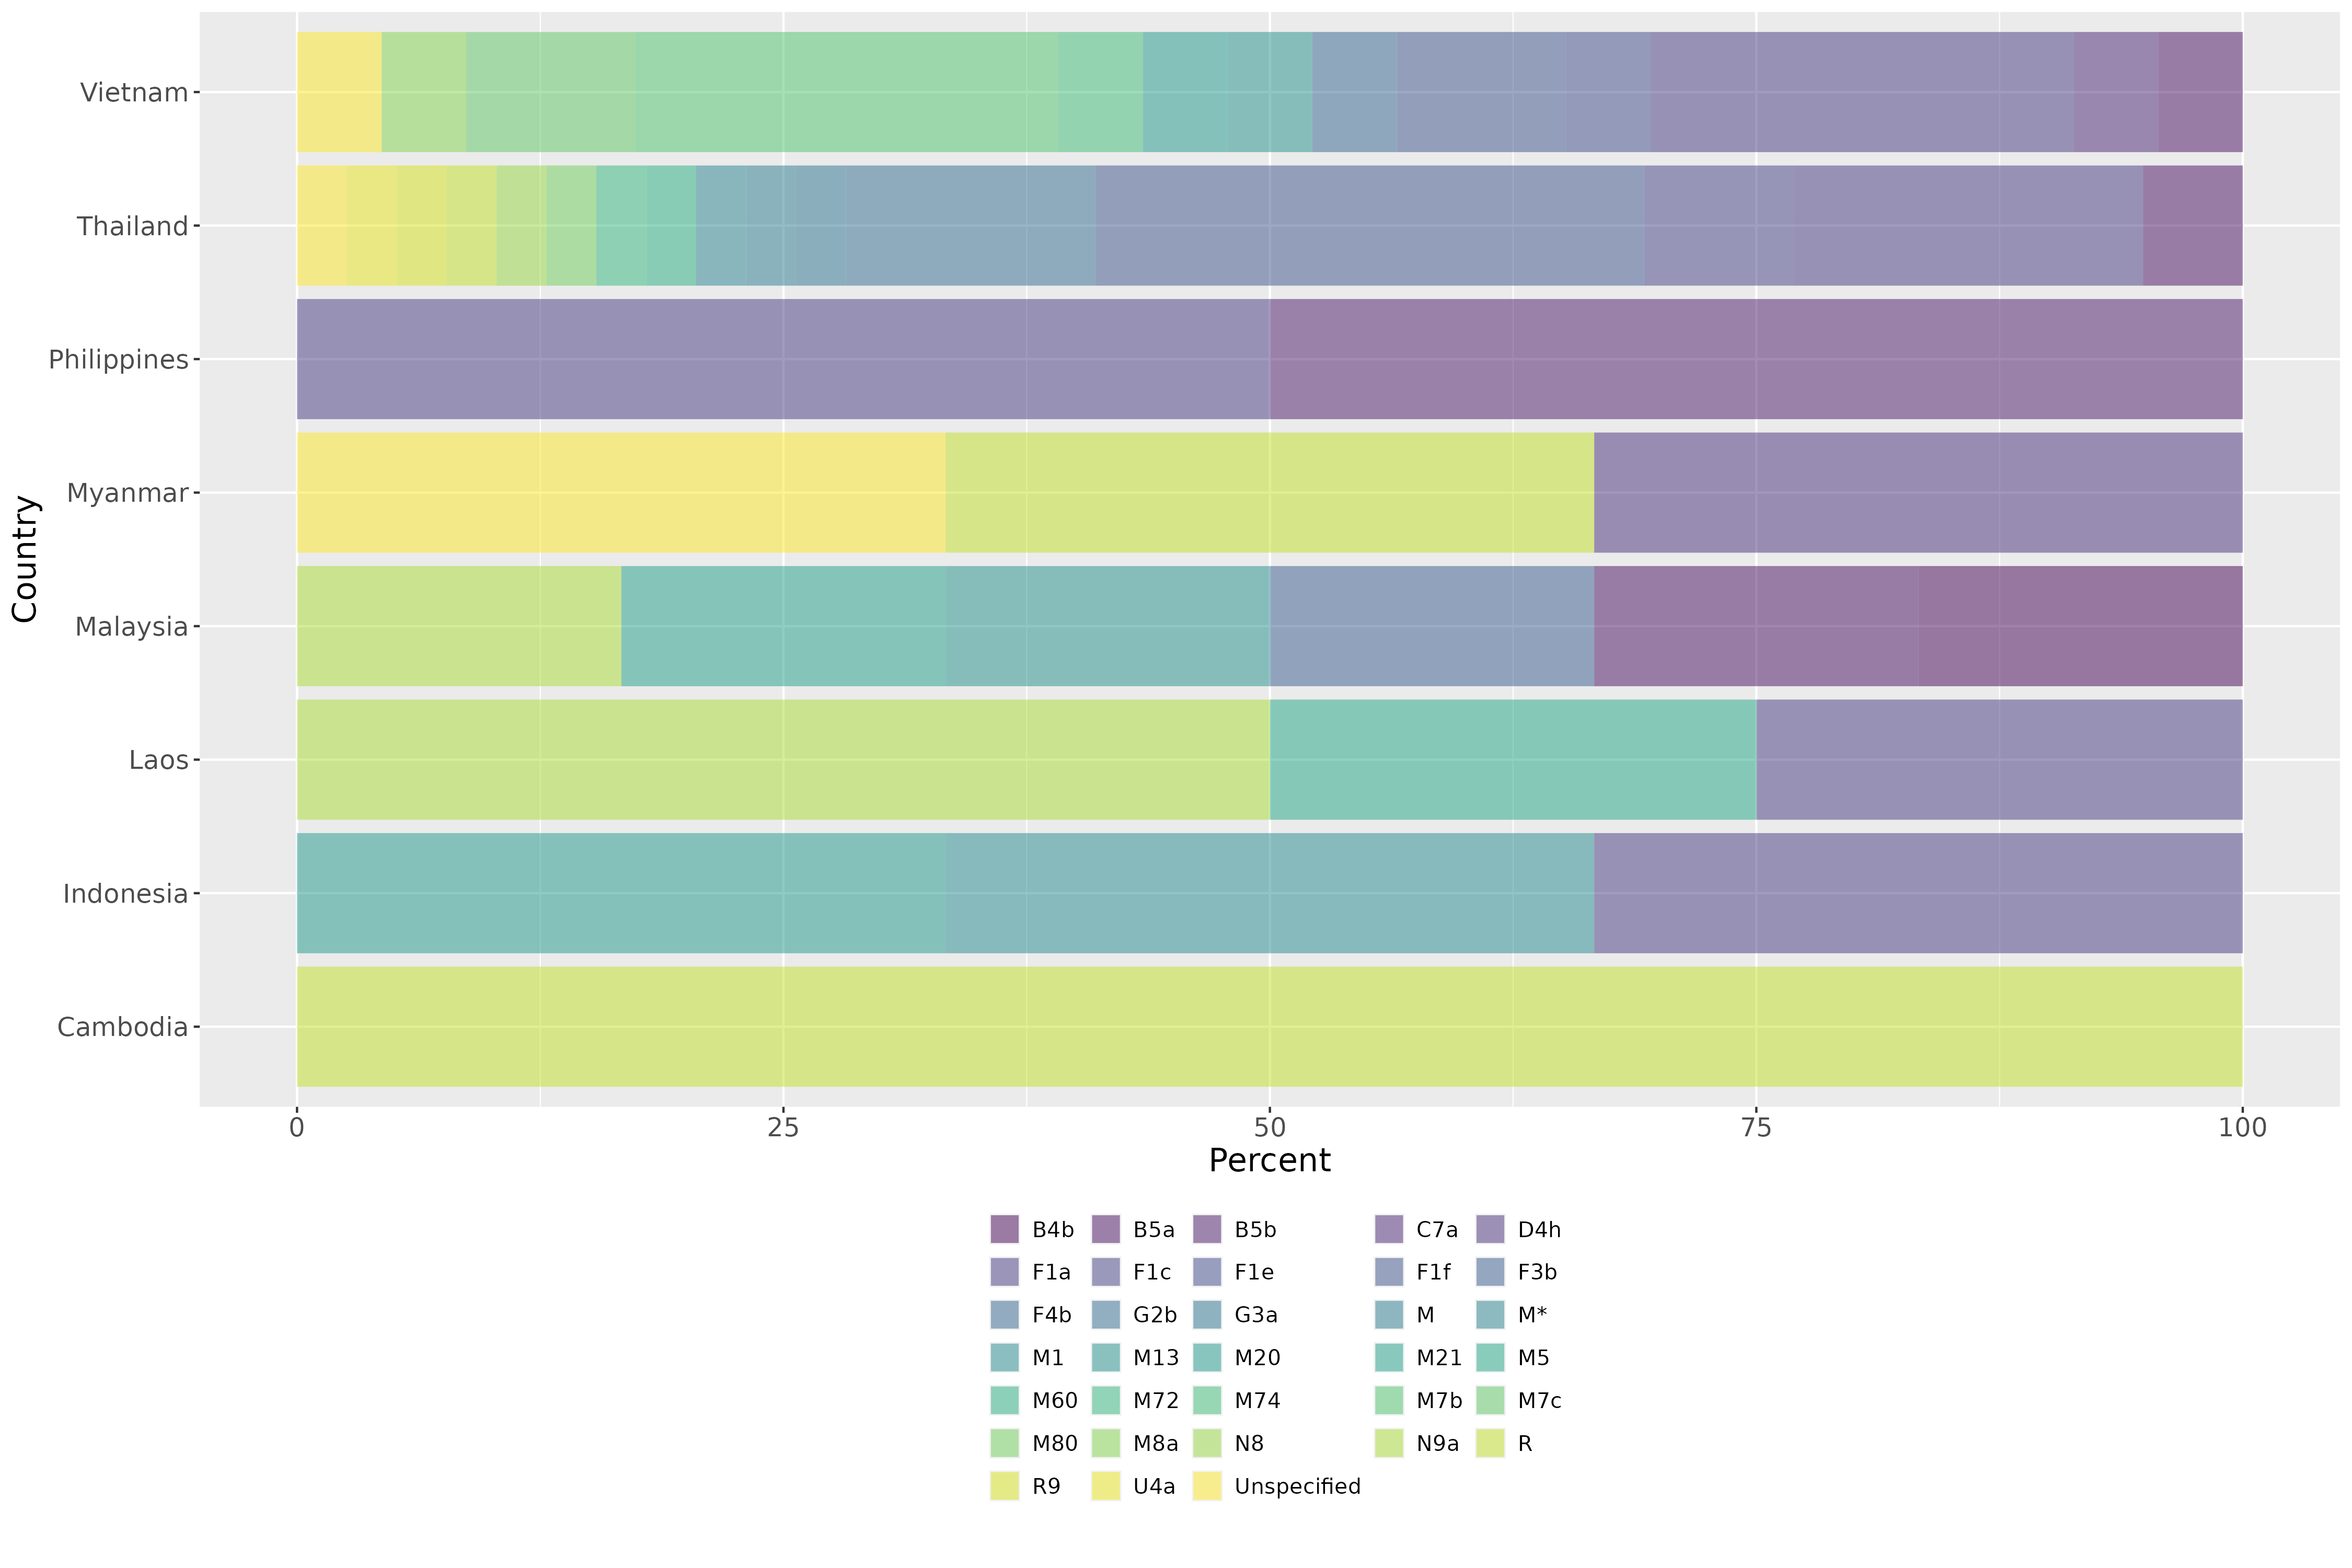 Country
Vietnam
Thailand
Philippines
Myanmar
Malaysia
Laos
Indonesia
Cambodia
0 25 50 75 100
Percent
B4b B5a B5b C7a D4h
F1a F1c F1e F1f F3b
F4b G2b G3a M M*
M1 M13 M20 M21 M5
M60 M72 M74 M7b M7c
M80 M8a N8 N9a R
R9 U4a Unspecified